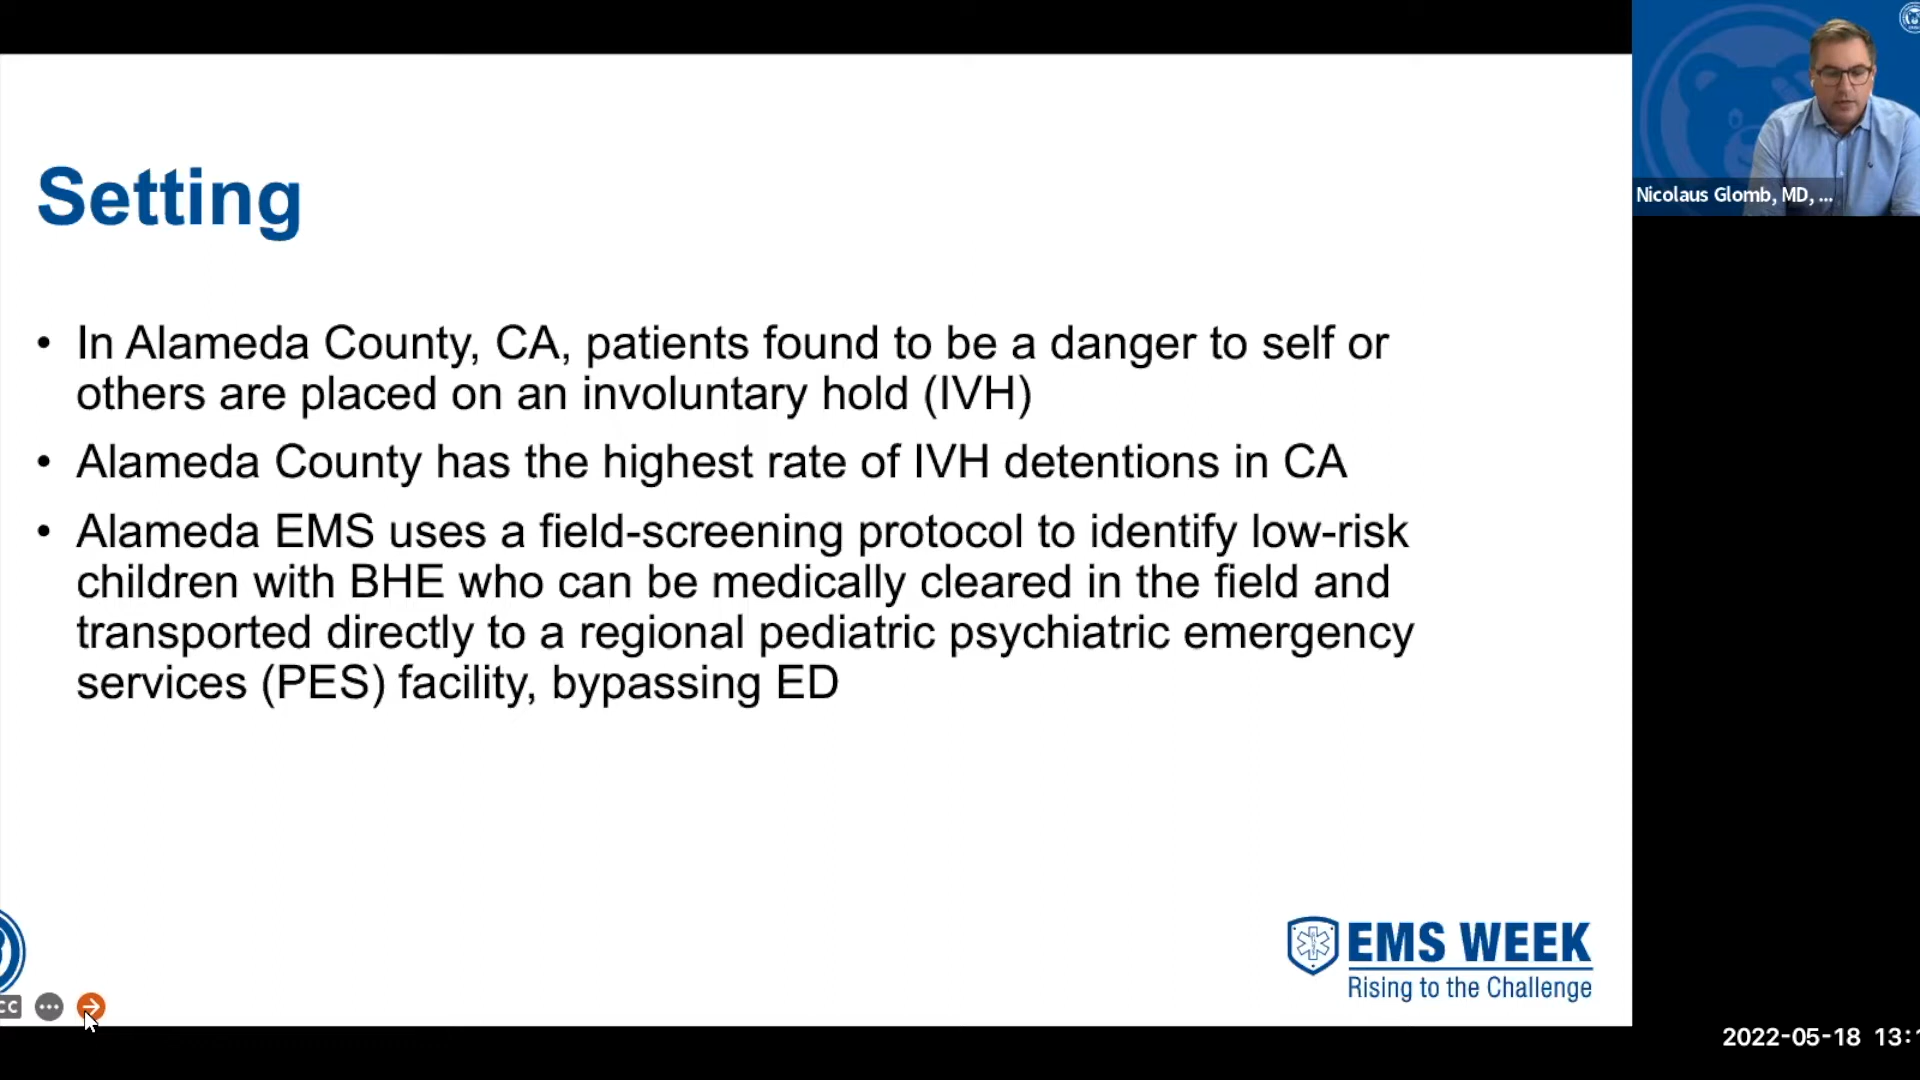 Setting
• In Alameda County, CA, patients found to be a danger to self or
others are placed on an involuntary hold (IVH)
• Alameda County has the highest rate of IVH detentions in CA
• Alameda EMS uses a field-screening protocol to identify low-risk
children with BHE who can be medically cleared in the field and
transported directly to a regional pediatric psychiatric emergency
services (PES) facility, bypassing ED
Nicolaus Glomb, MD, ...
EMS WEEK
Rising to the Challenge
CC
2022-05-18 13: